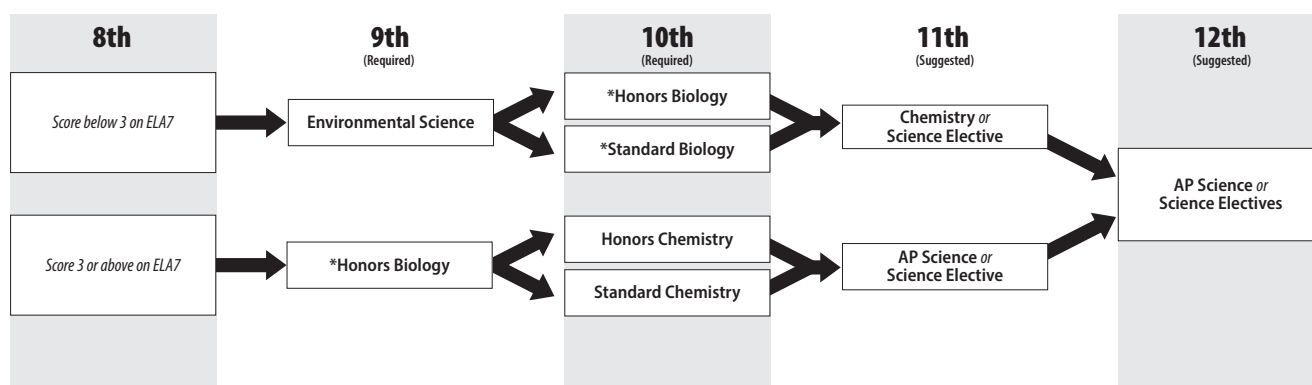 8th
9th
(Required)
10th
(Required)
11th
(Suggested)
12th
(Suggested)
Score below 3 on ELA7
Environmental Science
*Honors Biology
*Standard Biology
Chemistry or
Science Elective
AP Science or
Science Electives
Score 3 or above on ELA7
*Honors Biology
Honors Chemistry
Standard Chemistry
AP Science or
Science Elective